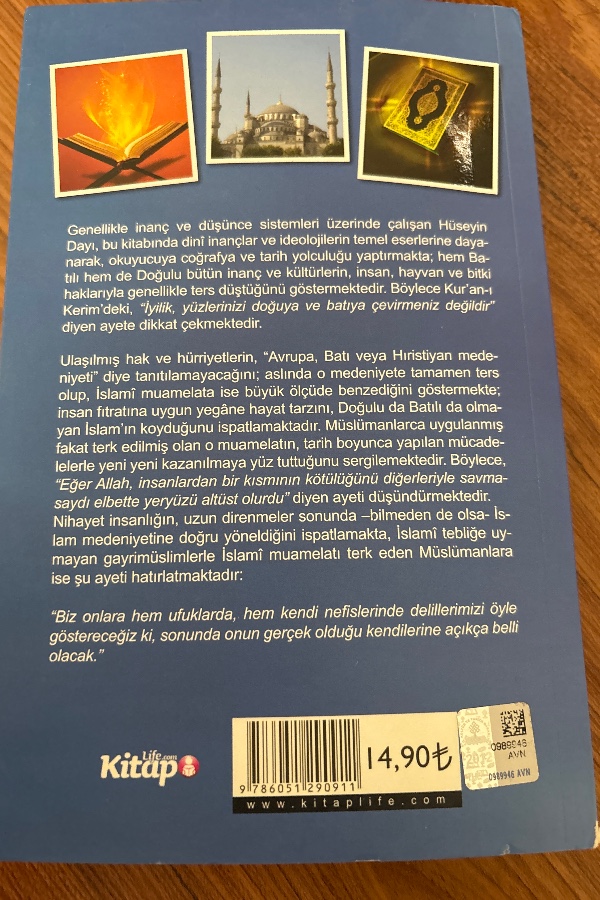 Genellikle inanç ve düşünce sistemleri üzerinde çalışan Hüseyin
Dayı, bu kitabında dinî inançlar ve ideolojilerin temel eserlerine daya-
narak, okuyucuya coğrafya ve tarih yolculuğu yaptırmakta; hem Ba-
tılı hem de Doğulu bütün inanç ve kültürlerin, insan, hayvan ve bitki
haklarıyla genellikle ters düştüğünü göstermektedir. Böylece Kur'an-ı
Kerim'deki, “İyilik, yüzlerinizi doğuya ve batıya çevirmeniz değildir”
diyen ayete dikkat çekmektedir.
Ulaşılmış hak ve hürriyetlerin, “Avrupa, Batı veya Hıristiyan mede-
niyeti” diye tanıtılamayacağını; aslında o medeniyete tamamen ters
olup, İslamî muamelata ise büyük ölçüde benzediğini göstermekte;
insan fıtratına uygun yegâne hayat tarzını, Doğulu da Batılı da olma-
yan İslam'ın koyduğunu ispatlamaktadır. Müslümanlarca uygulanmış
fakat terk edilmiş olan o muamelatın, tarih boyunca yapılan mücade-
lelerle yeni yeni kazanılmaya yüz tuttuğunu sergilemektedir. Böylece,
“Eğer Allah, insanlardan bir kısmının kötülüğünü diğerleriyle savma-
saydı elbette yeryüzü altüst olurdu” diyen ayeti düşündürmektedir.
Nihayet insanlığın, uzun direnmeler sonunda –bilmeden de olsa- İs-
lam medeniyetine doğru yöneldiğini ispatlamakta, İslamî tebliğe uy-
mayan gayrimüslimlerle İslamî muamelatı terk eden Müslümanlara
ise şu ayeti hatırlatmaktadır:
“Biz onlara hem ufuklarda, hem kendi nefislerinde delillerimizi öyle
göstereceğiz ki, sonunda onun gerçek olduğu kendilerine açıkça belli
olacak.”
Life.com
Kitap
14,90₺
9 786051 290911
www.kitaplife.com
0989946
AVN
0989946 AVN